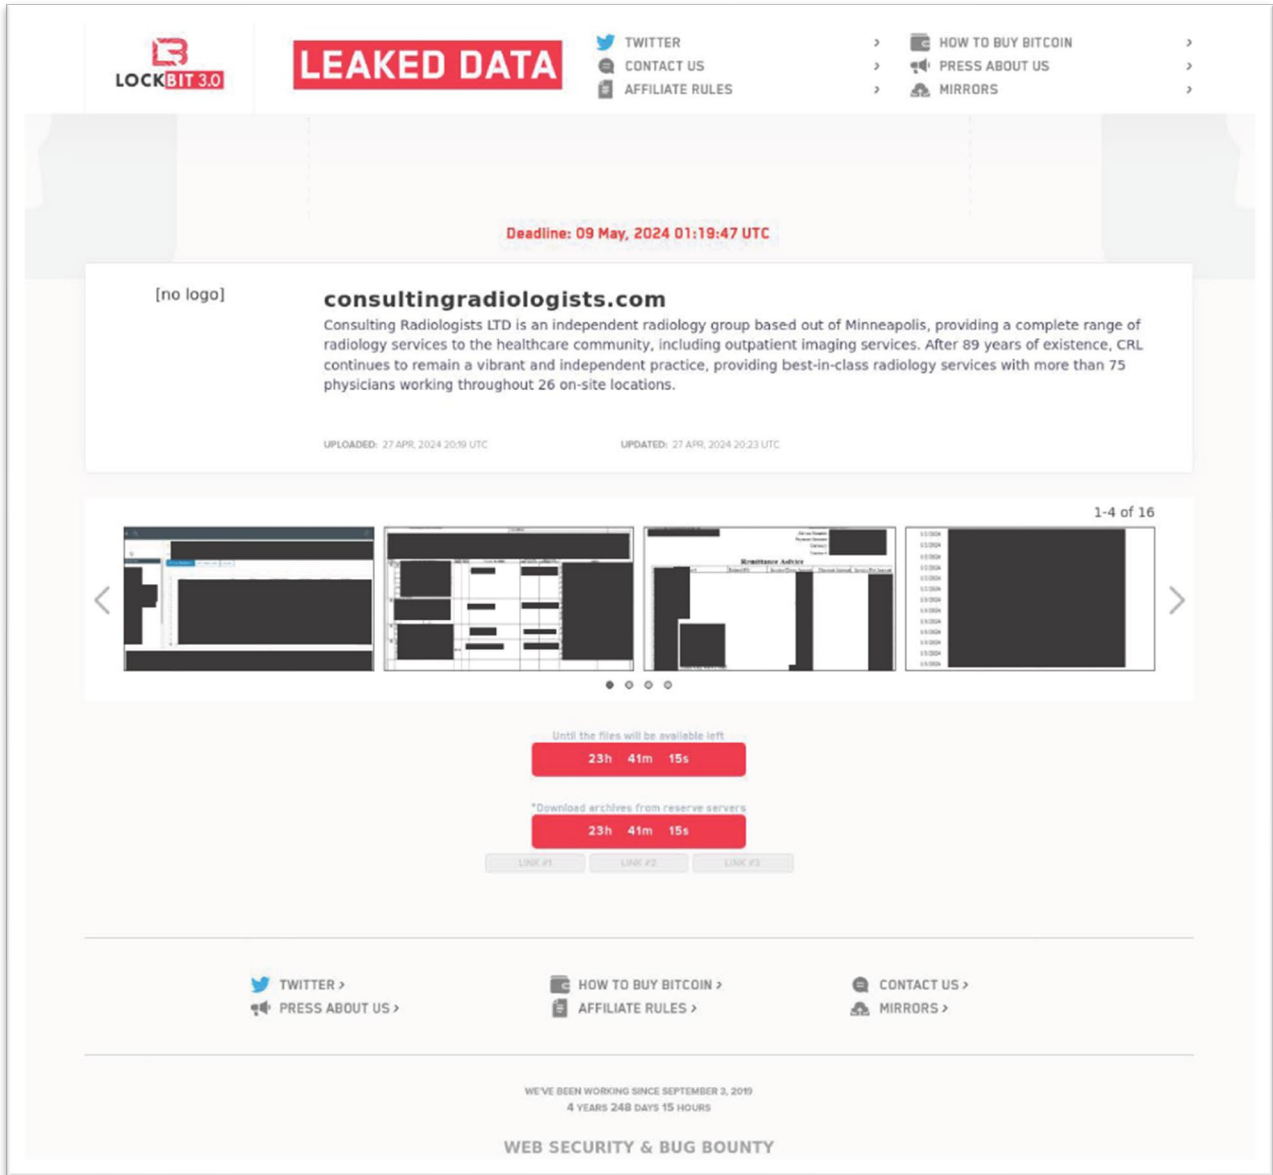 LOCKBIT 3.0
LEAKED DATA
TWITTER >
CONTACT US >
AFFILIATE RULES >
HOW TO BUY BITCOIN >
PRESS ABOUT US >
MIRRORS >
Deadline: 09 May, 2024 01:19:47 UTC
[no logo]
consultingradiologists.com
Consulting Radiologists LTD is an independent radiology group based out of Minneapolis, providing a complete range of
radiology services to the healthcare community, including outpatient imaging services. After 89 years of existence, CRL
continues to remain a vibrant and independent practice, providing best-in-class radiology services with more than 75
physicians working throughout 26 on-site locations.
UPLOADED: 27 APR, 2024 20:19 UTC
UPDATED: 27 APR, 2024 20:23 UTC
1-4 of 16
Remittance Advice
Until the files will be available left
23h 41m 15s
*Download archives from reserve servers
23h 41m 15s
LINK #1
LINK #2
LINK #3
TWITTER >
HOW TO BUY BITCOIN >
CONTACT US >
PRESS ABOUT US >
AFFILIATE RULES >
MIRRORS >
WE'VE BEEN WORKING SINCE SEPTEMBER 3, 2019
4 YEARS 248 DAYS 15 HOURS
WEB SECURITY & BUG BOUNTY